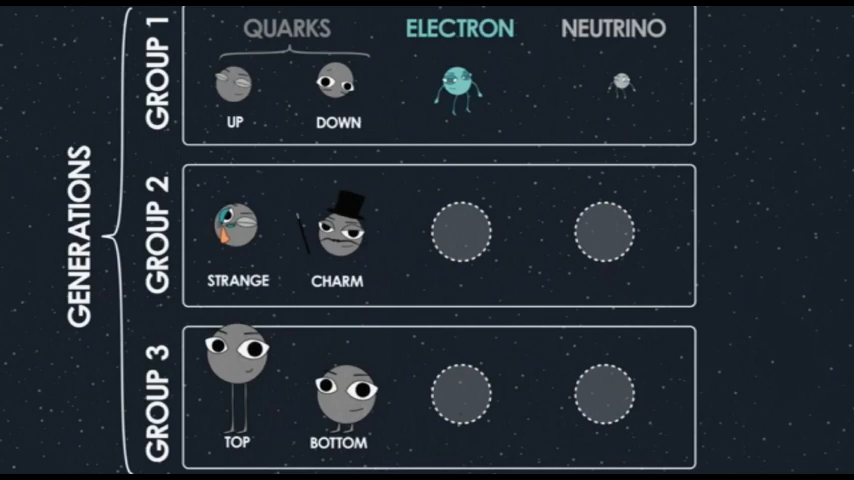 GENERATIONS
GROUP 1
QUARKS
ELECTRON
NEUTRINO
UP
DOWN
GROUP 2
STRANGE
CHARM
GROUP 3
TOP
BOTTOM